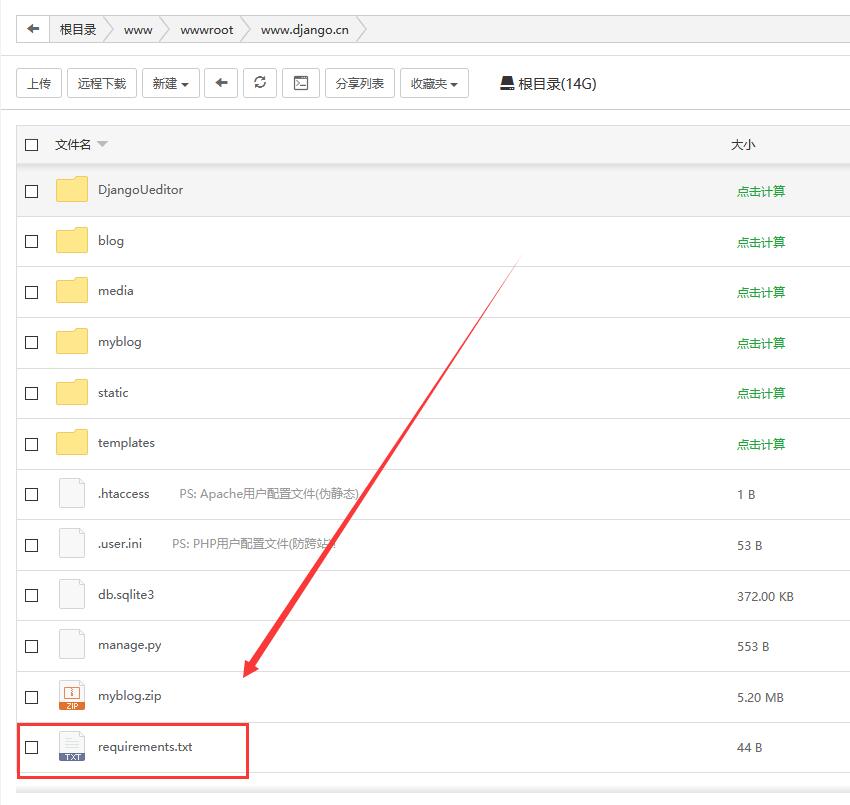 根目录 www wwwroot www.django.cn
上传 远程下载 新建 分享列表 收藏夹 根目录(14G)
文件名 大小
DjangoUeditor 点击计算
blog 点击计算
media 点击计算
myblog 点击计算
static 点击计算
templates 点击计算
.htaccess PS: Apache用户配置文件(伪静态) 1 B
.user.ini PS: PHP用户配置文件(防跨站)! 53 B
db.sqlite3 372.00 KB
manage.py 553 B
ZIP myblog.zip 5.20 MB
TXT requirements.txt 44 B